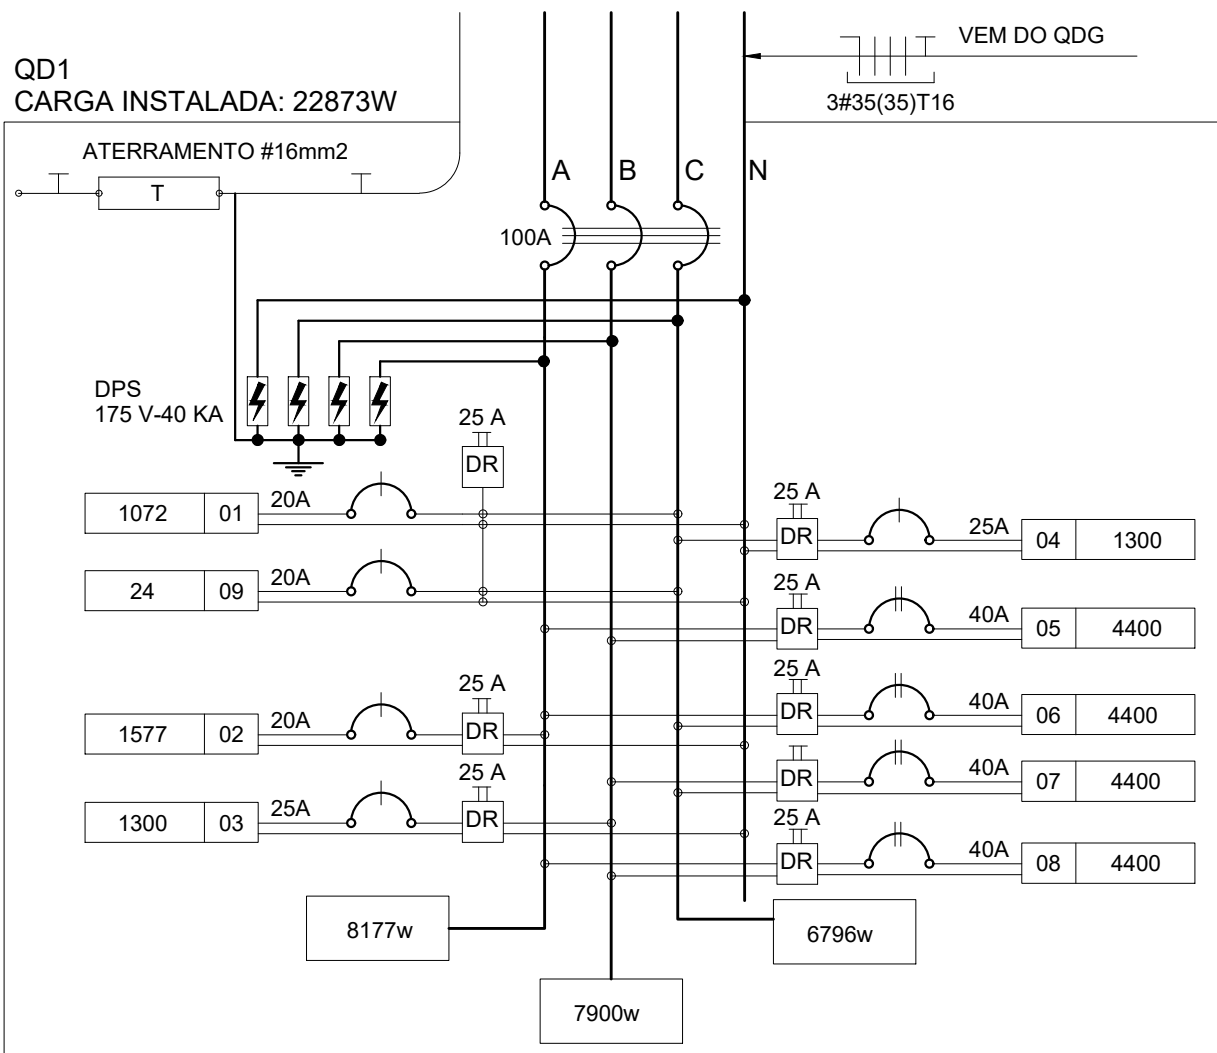 VEM DO QDG
QD1
CARGA INSTALADA: 22873W
3#35(35)T16
ATERRAMENTO #16mm2
T
A
B
C
N
100A
DPS
175 V-40 KA
25 A
DR
1072 01 20A
25 A
DR
25A
04 1300
24 09 20A
25 A
DR
40A
05 4400
25 A
DR
40A
06 4400
25 A
1577 02 20A
DR
DR
40A
07 4400
25 A
1300 03 25A
DR
25 A
DR
40A
08 4400
8177w
6796w
7900w